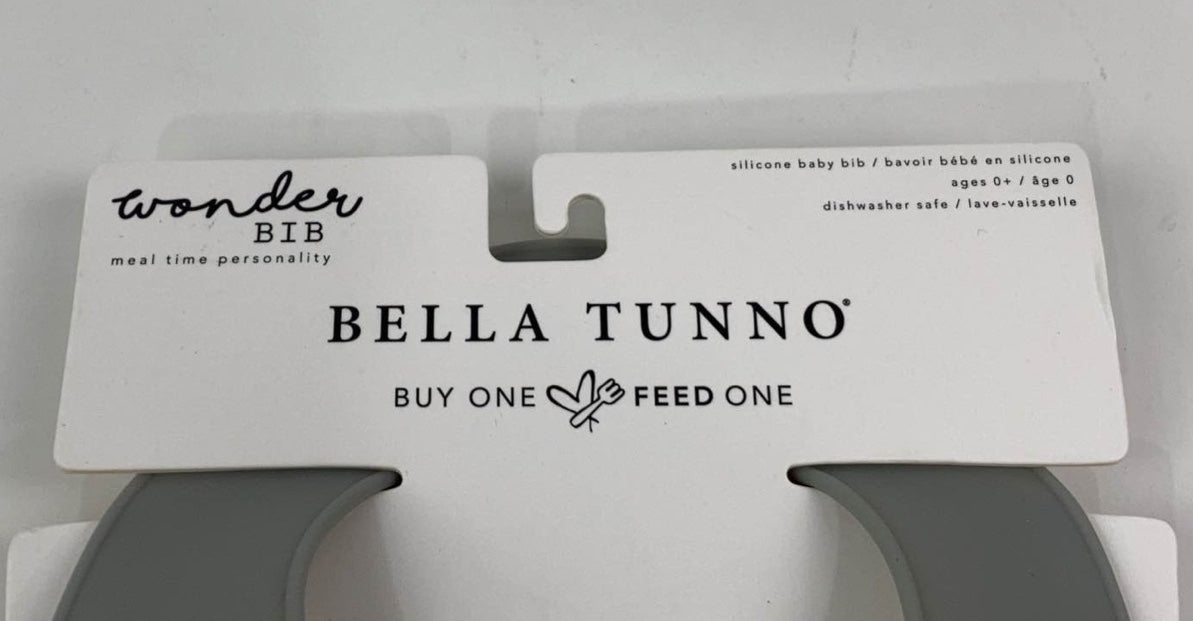 wonder
BIB
meal time personality
silicone baby bib / bavoir bébé en silicone
ages 0+ / âge 0
dishwasher safe / lave-vaisselle
BELLA TUNNO®
BUY ONE FEED ONE